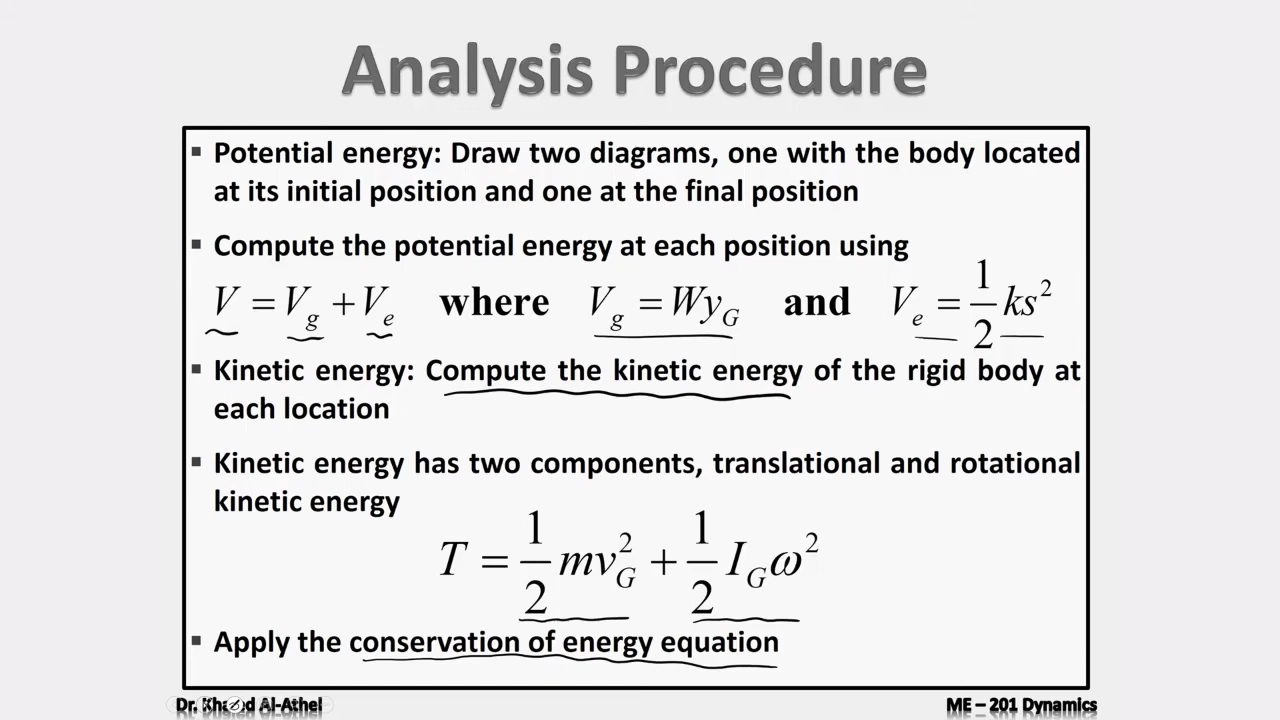 Analysis Procedure
▪ Potential energy: Draw two diagrams, one with the body located
at its initial position and one at the final position
▪ Compute the potential energy at each position using
V = V_g + V_e where V_g = Wy_G and V_e = 1/2 ks^2
▪ Kinetic energy: Compute the kinetic energy of the rigid body at
each location
▪ Kinetic energy has two components, translational and rotational
kinetic energy
T = 1/2 mv_G^2 + 1/2 I_G ω^2
▪ Apply the conservation of energy equation
Dr. Khaled Al-Athel
ME – 201 Dynamics